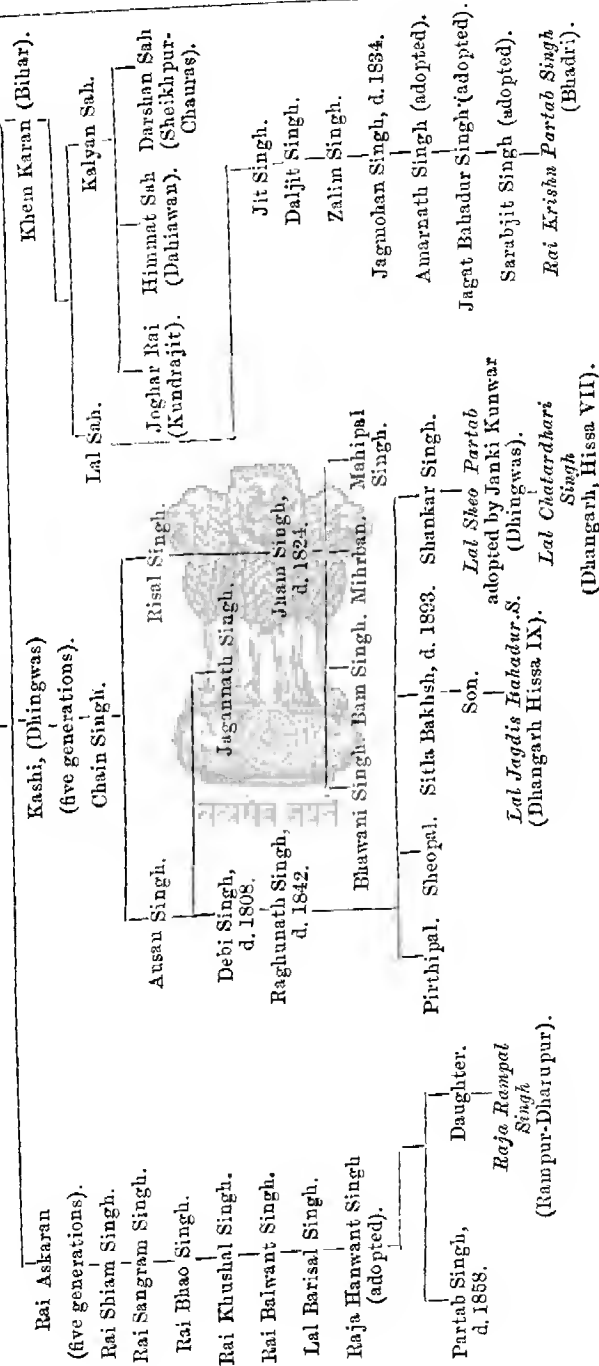 Rai Askaran
(five generations).
Rai Shiam Singh.
Rai Sangram Singh.
Rai Bhao Singh.
Rai Khushal Singh.
Rai Balwant Singh.
Lal Barisal Singh.
Raja Hanwant Singh
(adopted).
Partab Singh,
d. 1858.
Daughter.
Raja Rampal
Singh
(Rampur-Dharupur).
Kashi, (Dhingwas)
(five generations).
Chain Singh.
Ausan Singh.
Risal Singh.
Debi Singh,
d. 1808.
Jagannath Singh.
Raghunath Singh,
d. 1842.
Jham Singh,
d. 1824.
Bhawani Singh.
Bam Singh.
Mihrban.
Mahipal
Singh.
Pirthipal.
Sheopal.
Sitla Bakhsh, d. 1893.
Shankar Singh.
Son.
Lal Jagdis Bahadur.S.
(Dhangarh Hissa IX).
Lal Sheo Partab
adopted by Janki Kunwar
(Dhingwas).
Lal Chatardhari
Singh
(Dhangarh, Hissa VII).
Khem Karan (Bihar).
Lal Sah.
Kalyan Sah.
Joghar Rai
(Kundrajit).
Himmat Sah
(Dahiawan).
Darshan Sah
(Sheikhpur-
Chauras).
Jit Singh.
Daljit Singh.
Zalim Singh.
Jagmohan Singh, d. 1834.
Amarnath Singh (adopted).
Jagat Bahadur Singh (adopted).
Sarabjit Singh (adopted).
Rai Krishn Partab Singh
(Bhadri).
सत्यमेव जयते